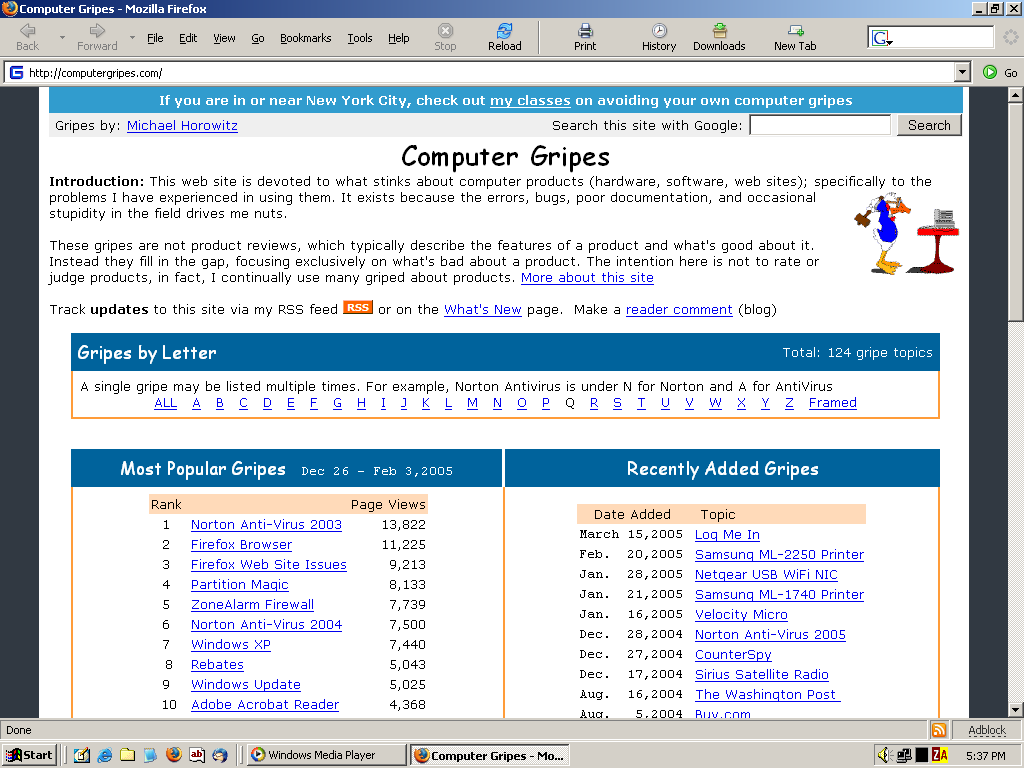 Computer Gripes - Mozilla Firefox
Back Forward File Edit View Go Bookmarks Tools Help Stop Reload Print History Downloads New Tab
http://computergripes.com/ Go
If you are in or near New York City, check out my classes on avoiding your own computer gripes
Gripes by: Michael Horowitz Search this site with Google: Search
Computer Gripes
Introduction: This web site is devoted to what stinks about computer products (hardware, software, web sites); specifically to the
problems I have experienced in using them. It exists because the errors, bugs, poor documentation, and occasional
stupidity in the field drives me nuts.
These gripes are not product reviews, which typically describe the features of a product and what's good about it.
Instead they fill in the gap, focusing exclusively on what's bad about a product. The intention here is not to rate or
judge products, in fact, I continually use many griped about products. More about this site
Track updates to this site via my RSS feed RSS or on the What's New page. Make a reader comment (blog)
Gripes by Letter Total: 124 gripe topics
A single gripe may be listed multiple times. For example, Norton Antivirus is under N for Norton and A for AntiVirus
ALL A B C D E F G H I J K L M N O P Q R S T U V W X Y Z Framed
Most Popular Gripes Dec 26 - Feb 3,2005
Rank Page Views
1 Norton Anti-Virus 2003 13,822
2 Firefox Browser 11,225
3 Firefox Web Site Issues 9,213
4 Partition Magic 8,133
5 ZoneAlarm Firewall 7,739
6 Norton Anti-Virus 2004 7,500
7 Windows XP 7,440
8 Rebates 5,043
9 Windows Update 5,025
10 Adobe Acrobat Reader 4,368
Recently Added Gripes
Date Added Topic
March 15,2005 Log Me In
Feb. 20,2005 Samsung ML-2250 Printer
Jan. 28,2005 Netgear USB WiFi NIC
Jan. 21,2005 Samsung ML-1740 Printer
Jan. 16,2005 Velocity Micro
Dec. 28,2004 Norton Anti-Virus 2005
Dec. 27,2004 CounterSpy
Dec. 17,2004 Sirius Satellite Radio
Aug. 16,2004 The Washington Post
Aug. 5,2004 Buy.com
Done Adblock
Start Windows Media Player Computer Gripes - Mo... ZA 5:37 PM